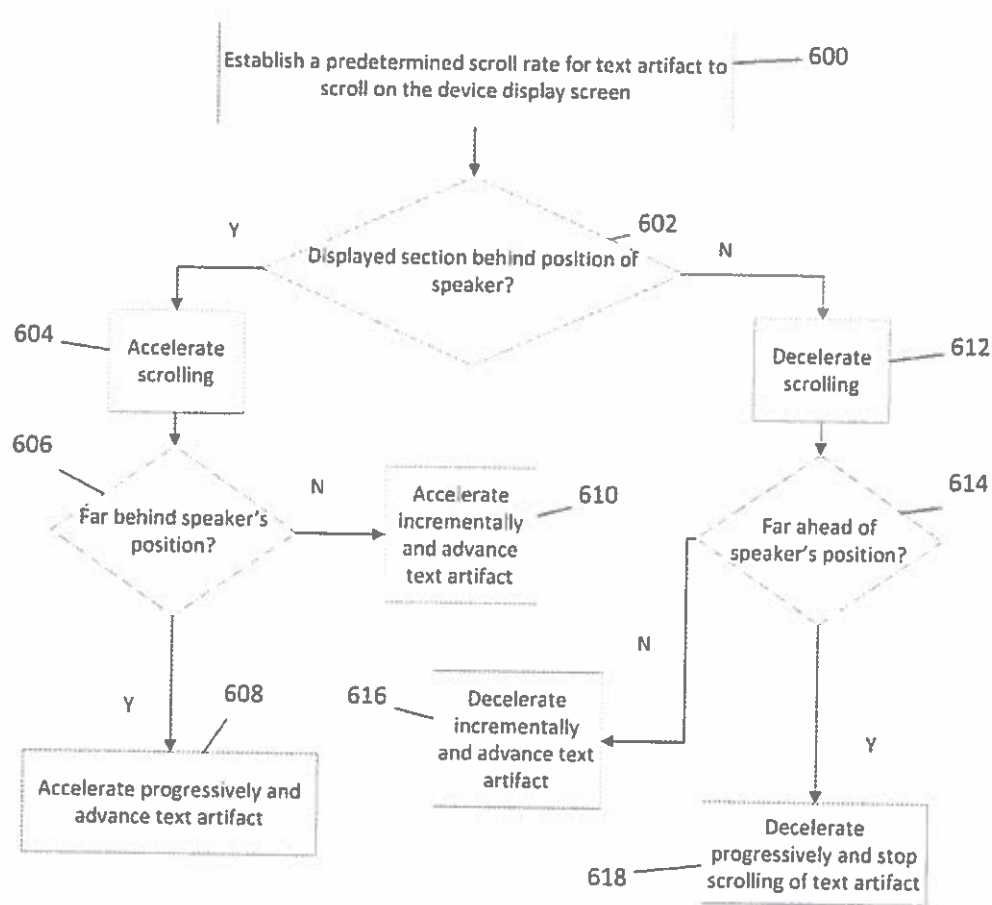 Establish a predetermined scroll rate for text artifact to
scroll on the device display screen
600
602
Y
N
Displayed section behind position of
speaker?
604
Accelerate
scrolling
Decelerate
scrolling
612
606
Far behind speaker's
position?
N
Accelerate
incrementally
and advance
text artifact
610
614
Far ahead of
speaker's position?
N
Y
608
Accelerate progressively and
advance text artifact
616
Decelerate
incrementally
and advance text
artifact
Y
Decelerate
progressively and stop
scrolling of text artifact
618